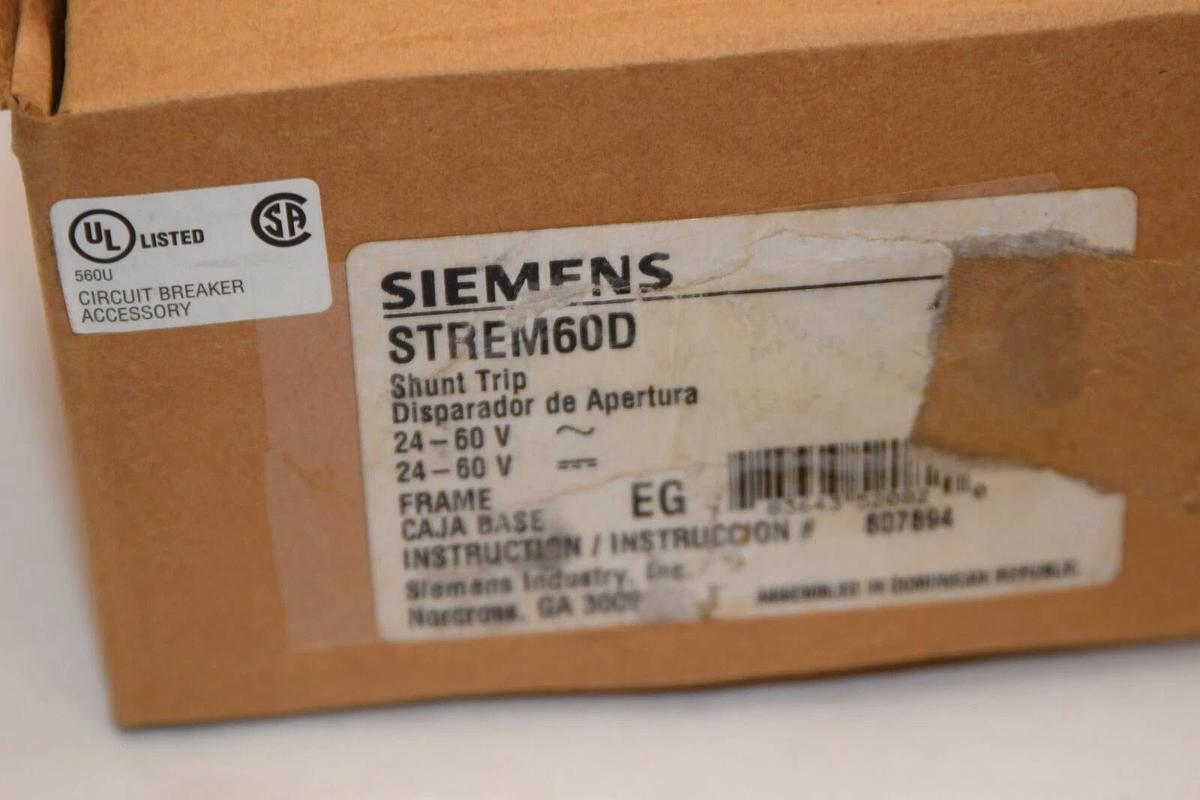 UL LISTED
SA
560U
CIRCUIT BREAKER
ACCESSORY
SIEMENS
STREM60D
Shunt Trip
Disparador de Apertura
24-60 V ~
24-60 V ⎓
FRAME EG
CAJA BASE
INSTRUCTION / INSTRUCCION # 607894
Siemens Industry, Inc.
Norcross, GA
ASSEMBLED IN DOMINICAN REPUBLIC